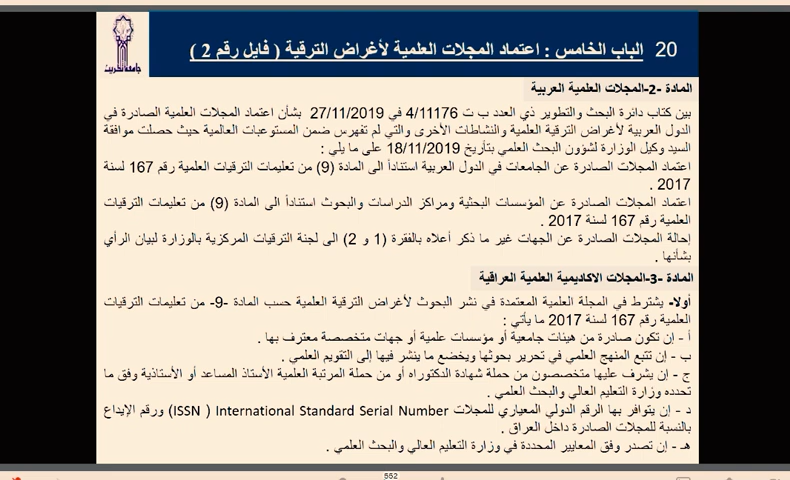 20 الباب الخامس : اعتماد المجلات العلمية لأغراض الترقية ( فايل رقم 2 )
جامعة تكريت
المادة -2-المجلات العلمية العربية
بين كتاب دائرة البحث والتطوير ذي العدد ب ت 4/11176 في 27/11/2019 بشأن اعتماد المجلات العلمية الصادرة في
الدول العربية لأغراض الترقية العلمية والنشاطات الأخرى والتي لم تفهرس ضمن المستوعبات العالمية حيث حصلت موافقة
السيد وكيل الوزارة لشؤون البحث العلمي بتأريخ 18/11/2019 على ما يلي :
اعتماد المجلات الصادرة عن الجامعات في الدول العربية استناداً الى المادة (9) من تعليمات الترقيات العلمية رقم 167 لسنة
2017 .
اعتماد المجلات الصادرة عن المؤسسات البحثية ومراكز الدراسات والبحوث استناداً الى المادة (9) من تعليمات الترقيات
العلمية رقم 167 لسنة 2017 .
إحالة المجلات الصادرة عن الجهات غير ما ذكر أعلاه بالفقرة (1 و 2) الى لجنة الترقيات المركزية بالوزارة لبيان الرأي
بشأنها .
المادة -3-المجلات الاكاديمية العلمية العراقية
أولا- يشترط في المجلة العلمية المعتمدة في نشر البحوث لأغراض الترقية العلمية حسب المادة -9- من تعليمات الترقيات
العلمية رقم 167 لسنة 2017 ما يأتي :
أ - إن تكون صادرة من هيئات جامعية أو مؤسسات علمية أو جهات متخصصة معترف بها .
ب - إن تتبع المنهج العلمي في تحرير بحوثها ويخضع ما ينشر فيها إلى التقويم العلمي .
ج - إن يشرف عليها متخصصون من حملة شهادة الدكتوراه أو من حملة المرتبة العلمية الأستاذ المساعد أو الأستاذية وفق ما
تحدده وزارة التعليم العالي والبحث العلمي .
د - إن يتوافر بها الرقم الدولي المعياري للمجلات International Standard Serial Number ( ISSN) ورقم الإيداع
بالنسبة للمجلات الصادرة داخل العراق .
هـ - إن تصدر وفق المعايير المحددة في وزارة التعليم العالي والبحث العلمي .
552